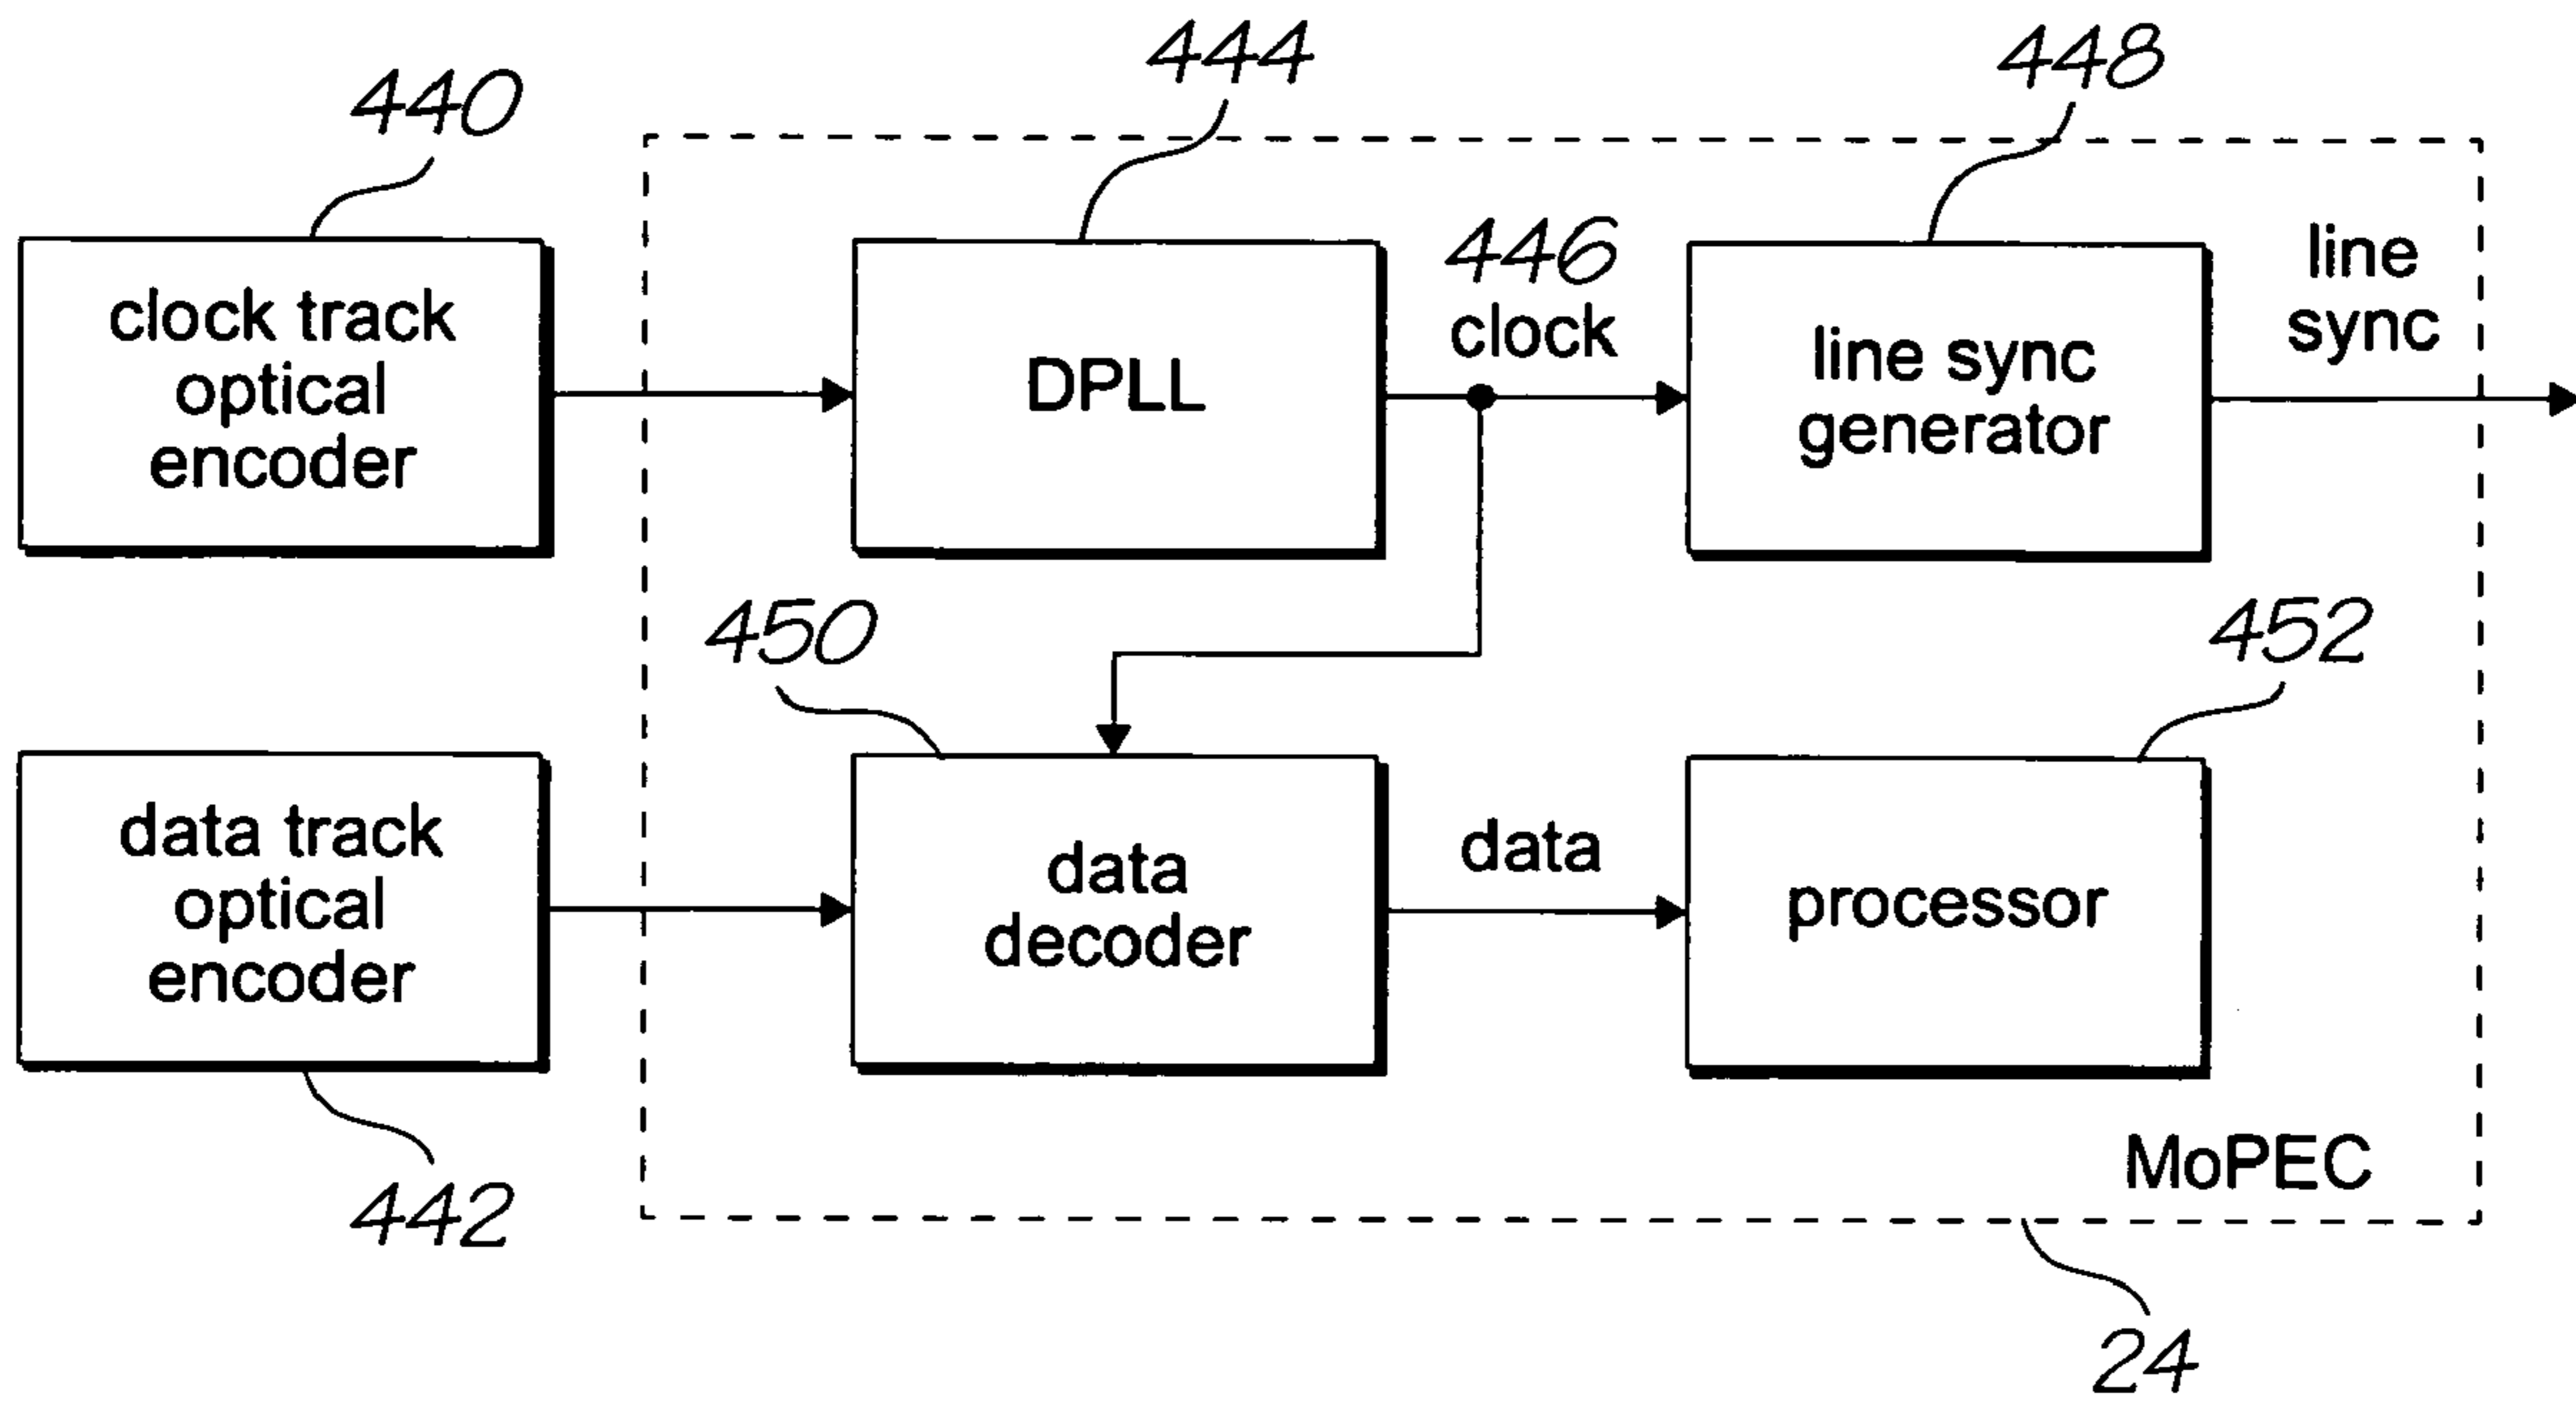 444
448
440
446
clock
line
sync
clock track
optical
encoder
DPLL
line sync
generator
450
452
data track
optical
encoder
data
decoder
data
processor
MoPEC
442
24